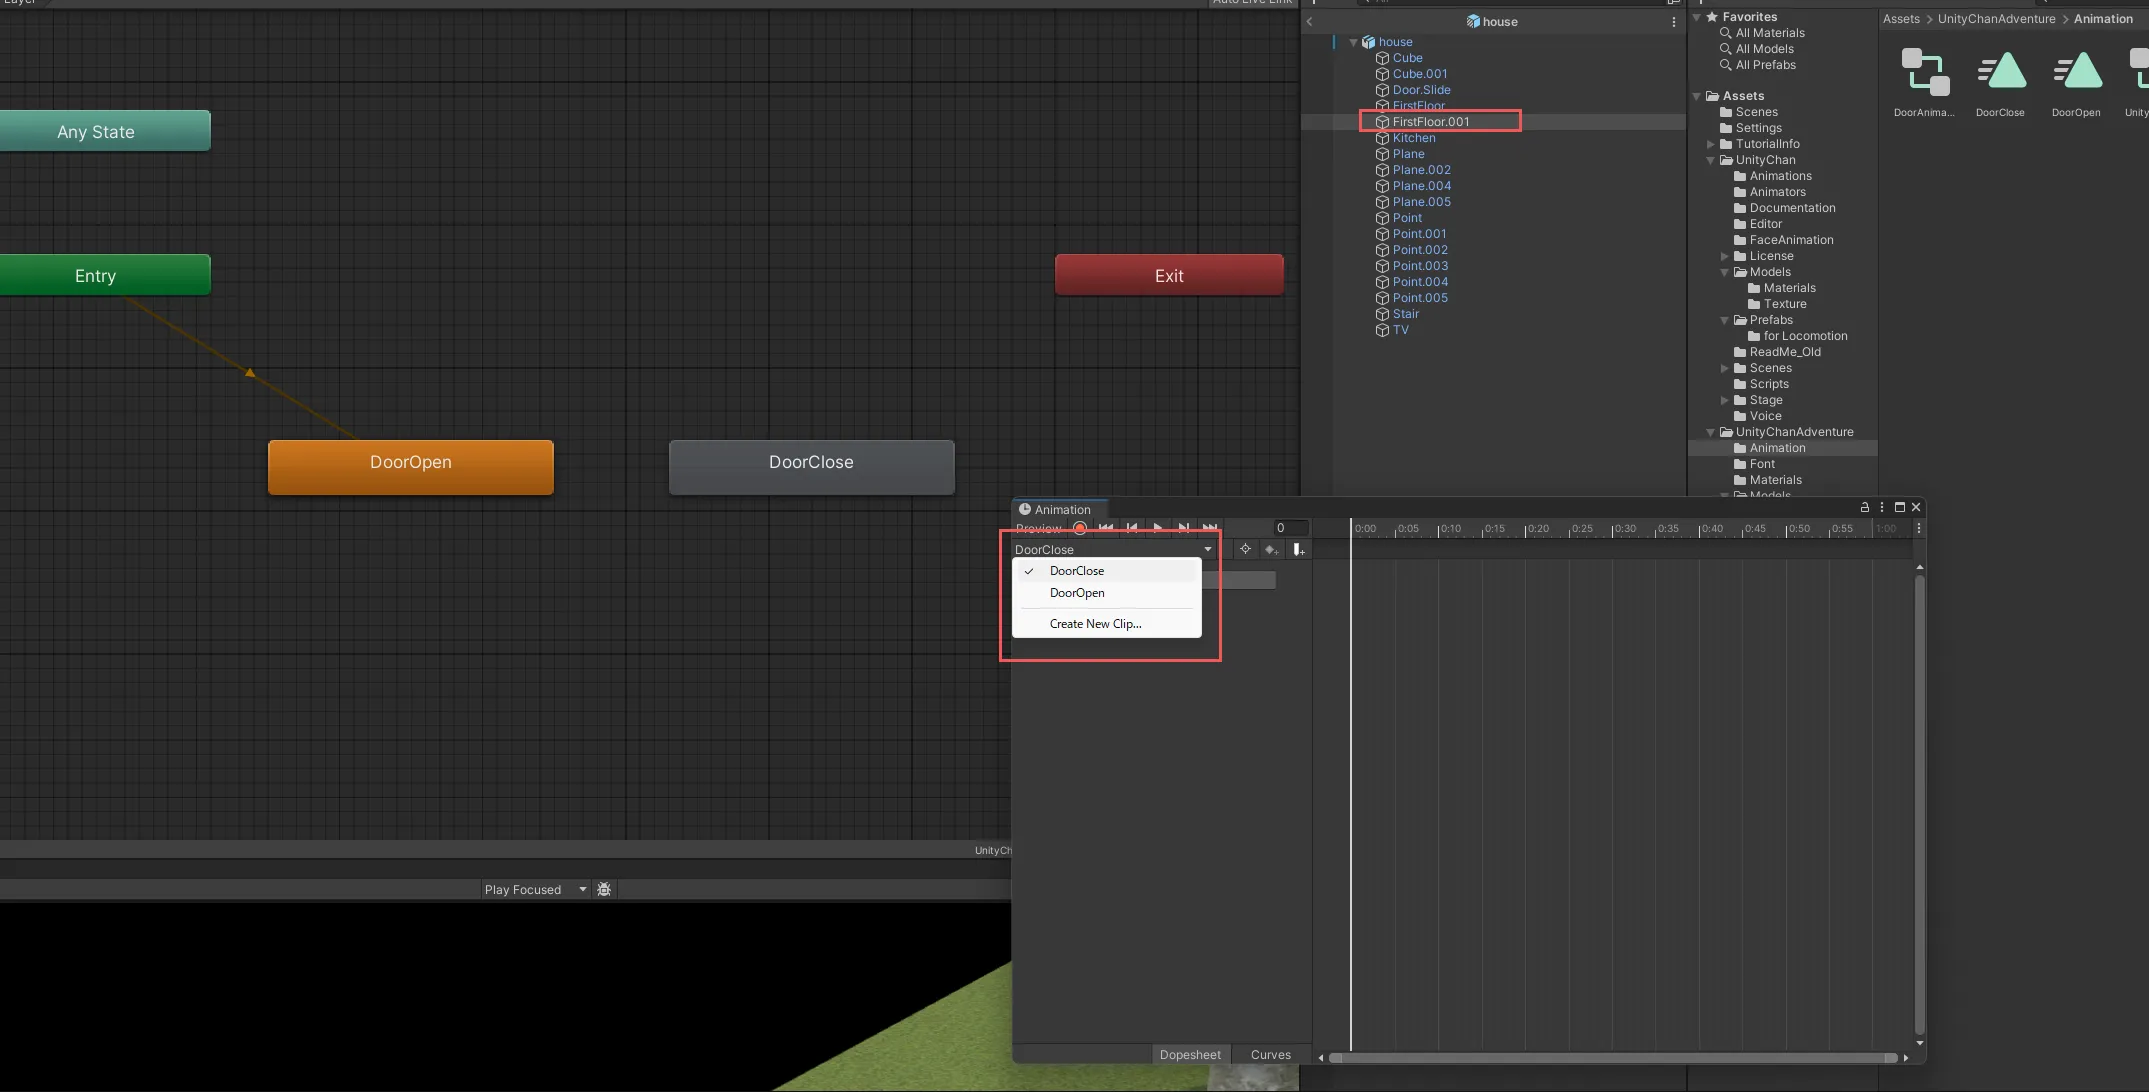 Layer
Auto Live Link
Any State
Entry
Exit
DoorOpen
DoorClose
UnityCh
Play Focused
house
house
Cube
Cube.001
Door.Slide
FirstFloor
FirstFloor.001
Kitchen
Plane
Plane.002
Plane.004
Plane.005
Point
Point.001
Point.002
Point.003
Point.004
Point.005
Stair
TV
Favorites
All Materials
All Models
All Prefabs
Assets
Scenes
Settings
TutorialInfo
UnityChan
Animations
Animators
Documentation
Editor
FaceAnimation
License
Models
Materials
Texture
Prefabs
for Locomotion
ReadMe_Old
Scenes
Scripts
Stage
Voice
UnityChanAdventure
Animation
Font
Materials
Models
Assets > UnityChanAdventure > Animation
DoorAnima...
DoorClose
DoorOpen
Unity
Animation
Preview
0
0:00 0:05 0:10 0:15 0:20 0:25 0:30 0:35 0:40 0:45 0:50 0:55 1:00
DoorClose
DoorClose
DoorOpen
Create New Clip...
Dopesheet
Curves